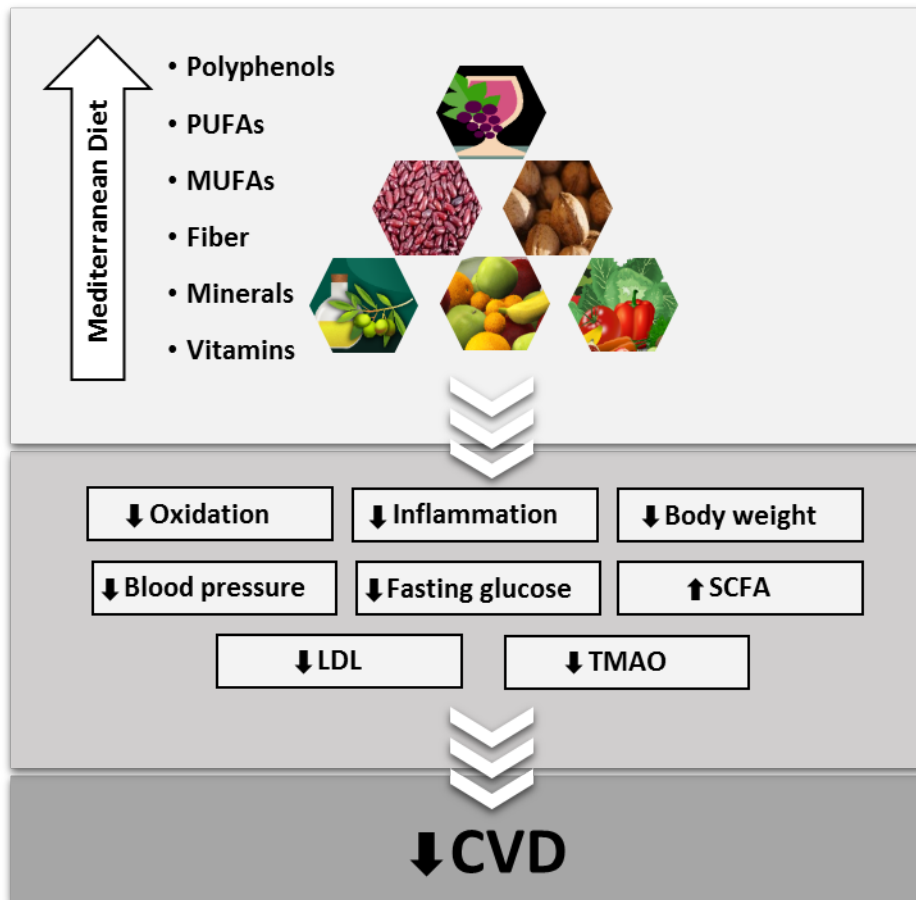 Mediterranean Diet
• Polyphenols
• PUFAs
• MUFAs
• Fiber
• Minerals
• Vitamins
⬇Oxidation
⬇Inflammation
⬇Body weight
⬇Blood pressure
⬇Fasting glucose
⬆SCFA
⬇LDL
⬇TMAO
⬇CVD